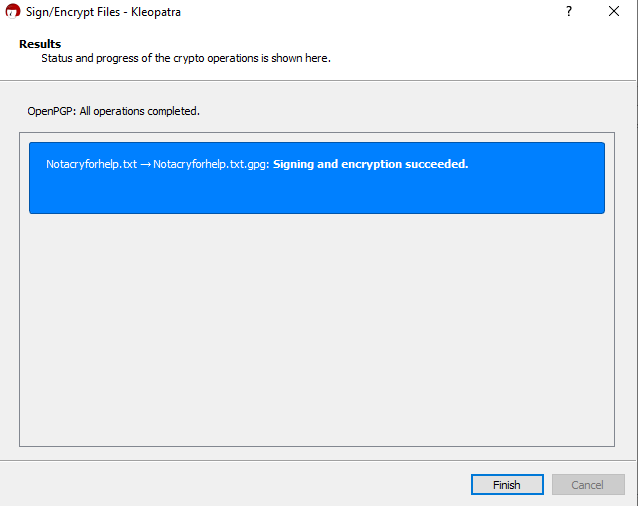 Sign/Encrypt Files - Kleopatra
?
Results
Status and progress of the crypto operations is shown here.
OpenPGP: All operations completed.
Notacryforhelp.txt → Notacryforhelp.txt.gpg: Signing and encryption succeeded.
Finish
Cancel